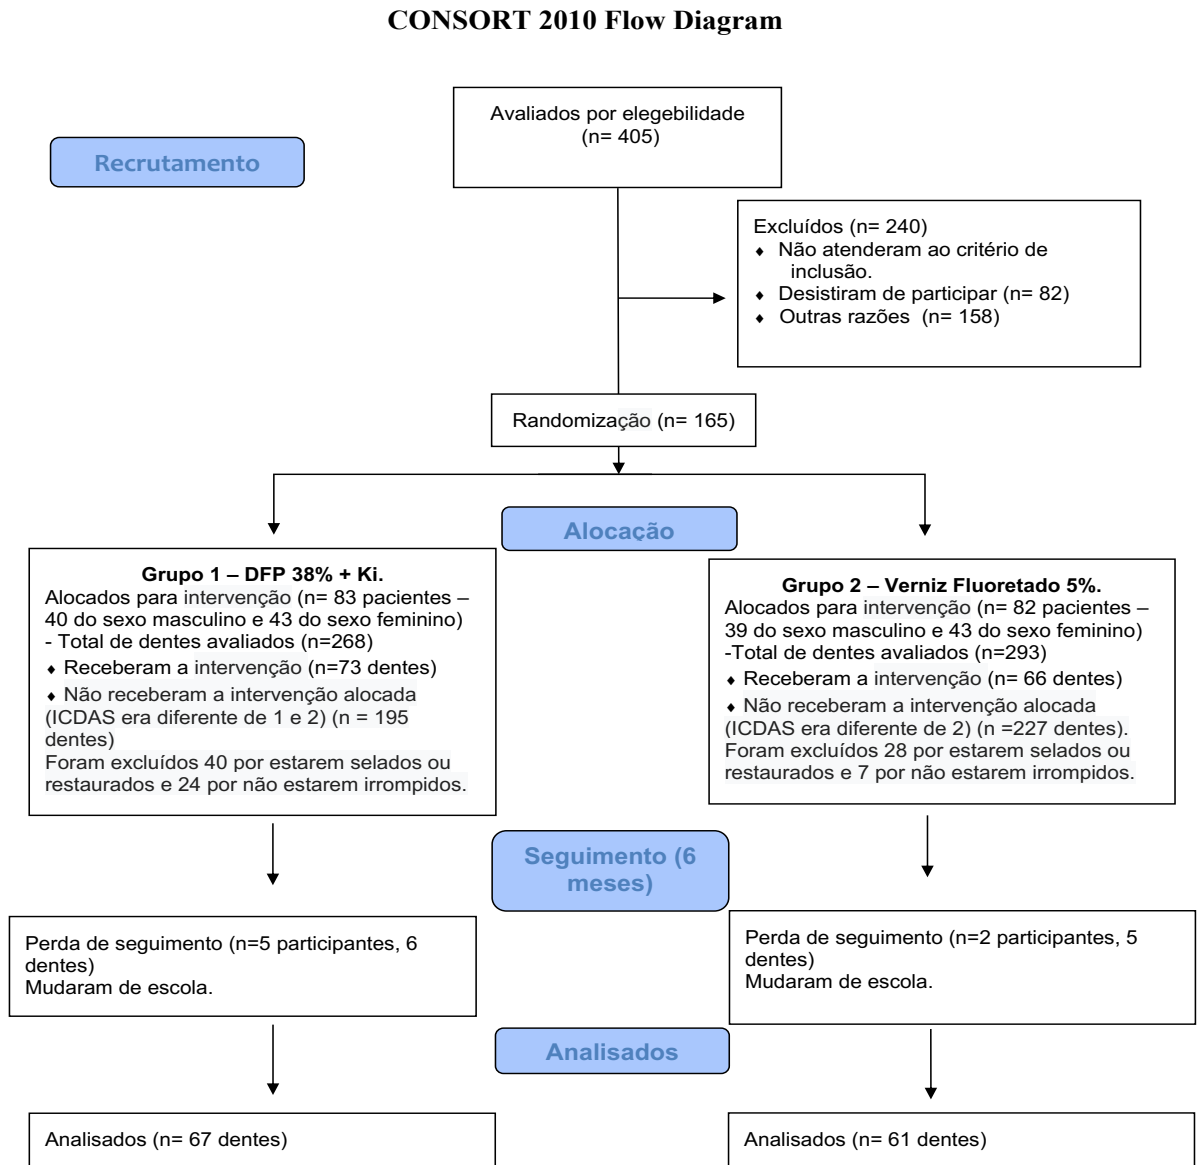 CONSORT 2010 Flow Diagram
Avaliados por elegebilidade
(n= 405)
Recrutamento
Excluídos (n= 240)
♦ Não atenderam ao critério de
inclusão.
♦ Desistiram de participar (n= 82)
♦ Outras razões (n= 158)
Randomização (n= 165)
Alocação
Grupo 1 – DFP 38% + Ki.
Alocados para intervenção (n= 83 pacientes –
40 do sexo masculino e 43 do sexo feminino)
- Total de dentes avaliados (n=268)
♦ Receberam a intervenção (n=73 dentes)
♦ Não receberam a intervenção alocada
(ICDAS era diferente de 1 e 2) (n = 195
dentes)
Foram excluídos 40 por estarem selados ou
restaurados e 24 por não estarem irrompidos.
Grupo 2 – Verniz Fluoretado 5%.
Alocados para intervenção (n= 82 pacientes –
39 do sexo masculino e 43 do sexo feminino)
-Total de dentes avaliados (n=293)
♦ Receberam a intervenção (n= 66 dentes)
♦ Não receberam a intervenção alocada
(ICDAS era diferente de 2) (n =227 dentes).
Foram excluídos 28 por estarem selados ou
restaurados e 7 por não estarem irrompidos.
Seguimento (6
meses)
Perda de seguimento (n=5 participantes, 6
dentes)
Mudaram de escola.
Perda de seguimento (n=2 participantes, 5
dentes)
Mudaram de escola.
Analisados
Analisados (n= 67 dentes)
Analisados (n= 61 dentes)